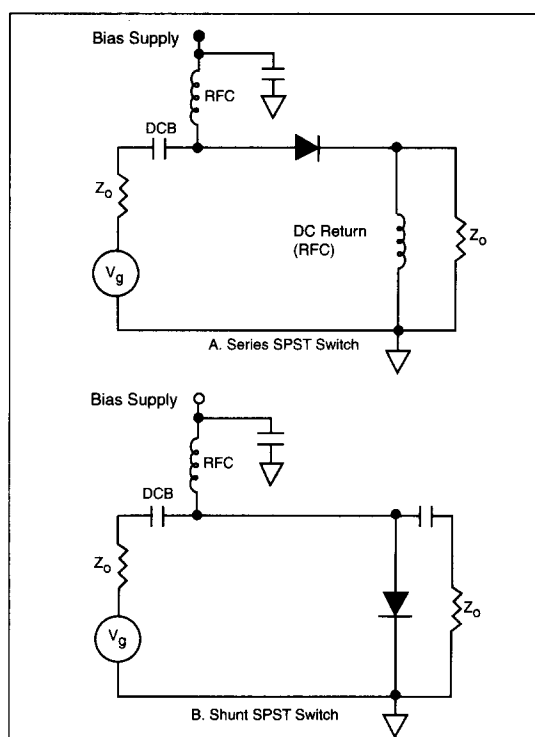 Bias Supply
RFC
DCB
Zo
Vg
DC Return
(RFC)
Zo
A. Series SPST Switch
Bias Supply
RFC
DCB
Zo
Vg
Zo
B. Shunt SPST Switch